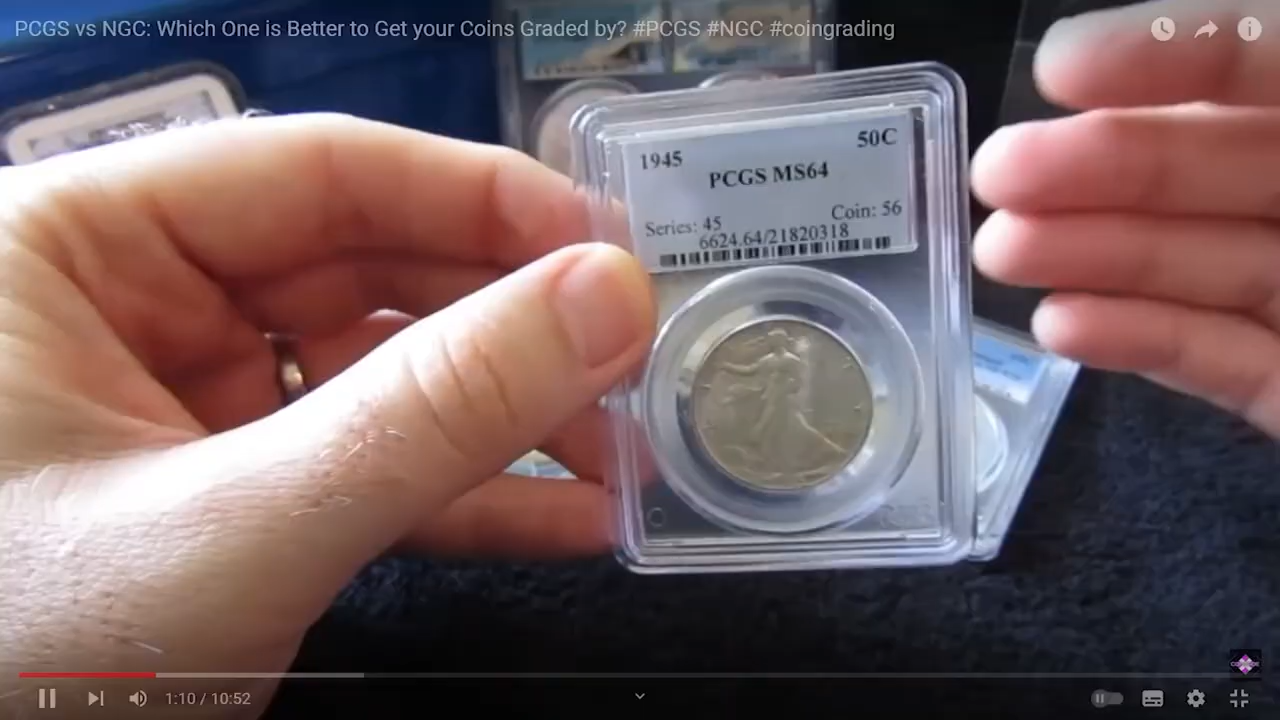 PCGS vs NGC: Which One is Better to Get your Coins Graded by? #PCGS #NGC #coingrading
1945 50C
PCGS MS64
Series: 45 Coin: 56
6624.64/21820318
1:10 / 10:52